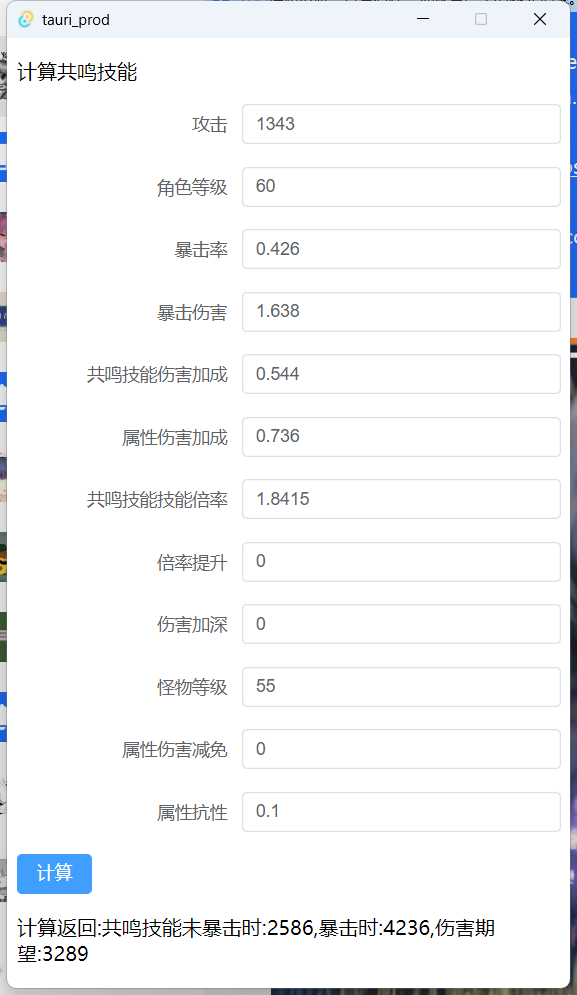 tauri_prod
计算共鸣技能
攻击 1343
角色等级 60
暴击率 0.426
暴击伤害 1.638
共鸣技能伤害加成 0.544
属性伤害加成 0.736
共鸣技能技能倍率 1.8415
倍率提升 0
伤害加深 0
怪物等级 55
属性伤害减免 0
属性抗性 0.1
计算
计算返回:共鸣技能未暴击时:2586,暴击时:4236,伤害期
望:3289